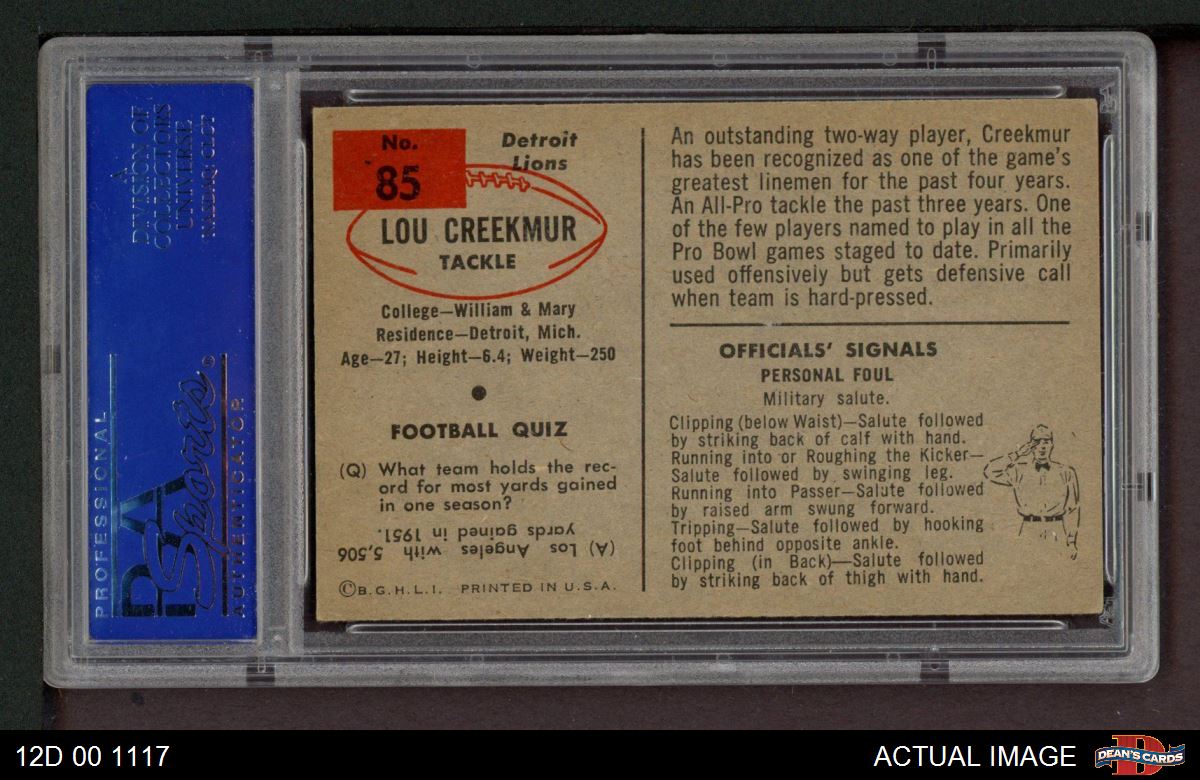 A
DIVISION OF
COLLECTORS
UNIVERSE
NASDAQ CLCT
PROFESSIONAL
PSA
Sports
AUTHENTICATOR
No.
85
Detroit
Lions
LOU CREEKMUR
TACKLE
College—William & Mary
Residence—Detroit, Mich.
Age—27; Height—6.4; Weight—250
FOOTBALL QUIZ
(Q) What team holds the rec-
ord for most yards gained
in one season?
(A) Los Angeles with 5,506
yards gained in 1951.
©B.G.H.L.I. PRINTED IN U.S.A.
An outstanding two-way player, Creekmur
has been recognized as one of the game's
greatest linemen for the past four years.
An All-Pro tackle the past three years. One
of the few players named to play in all the
Pro Bowl games staged to date. Primarily
used offensively but gets defensive call
when team is hard-pressed.
OFFICIALS' SIGNALS
PERSONAL FOUL
Military salute.
Clipping (below Waist)—Salute followed
by striking back of calf with hand.
Running into or Roughing the Kicker—
Salute followed by swinging leg.
Running into Passer—Salute followed
by raised arm swung forward.
Tripping—Salute followed by hooking
foot behind opposite ankle.
Clipping (in Back)—Salute followed
by striking back of thigh with hand.
12D 00 1117
ACTUAL IMAGE
D
DEAN'S CARDS